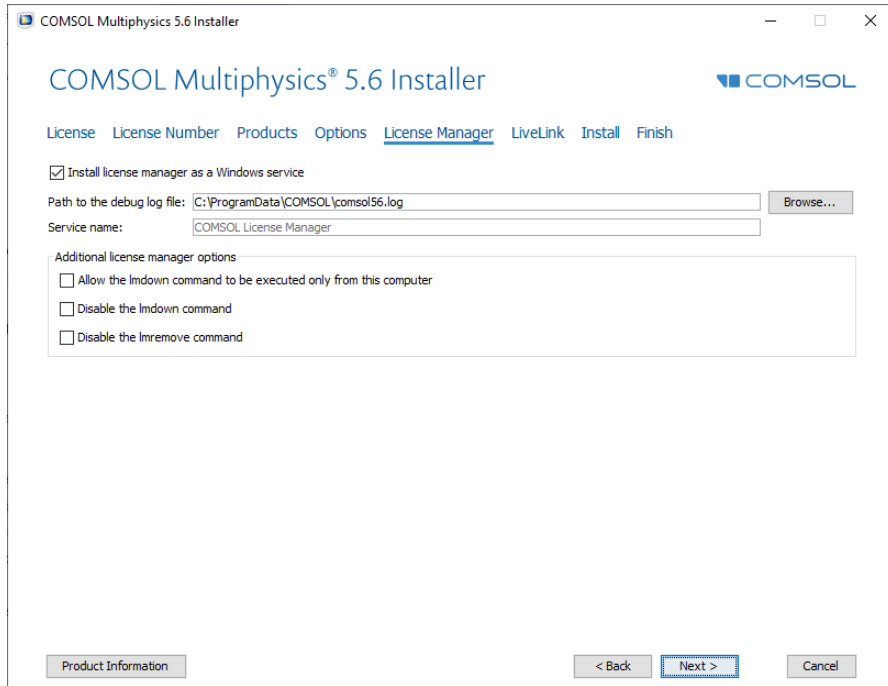 COMSOL Multiphysics 5.6 Installer
COMSOL Multiphysics® 5.6 Installer
COMSOL
License License Number Products Options License Manager LiveLink Install Finish
Install license manager as a Windows service
Path to the debug log file: C:\ProgramData\COMSOL\comsol56.log Browse...
Service name: COMSOL License Manager
Additional license manager options
Allow the lmdown command to be executed only from this computer
Disable the lmdown command
Disable the lmremove command
Product Information < Back Next > Cancel